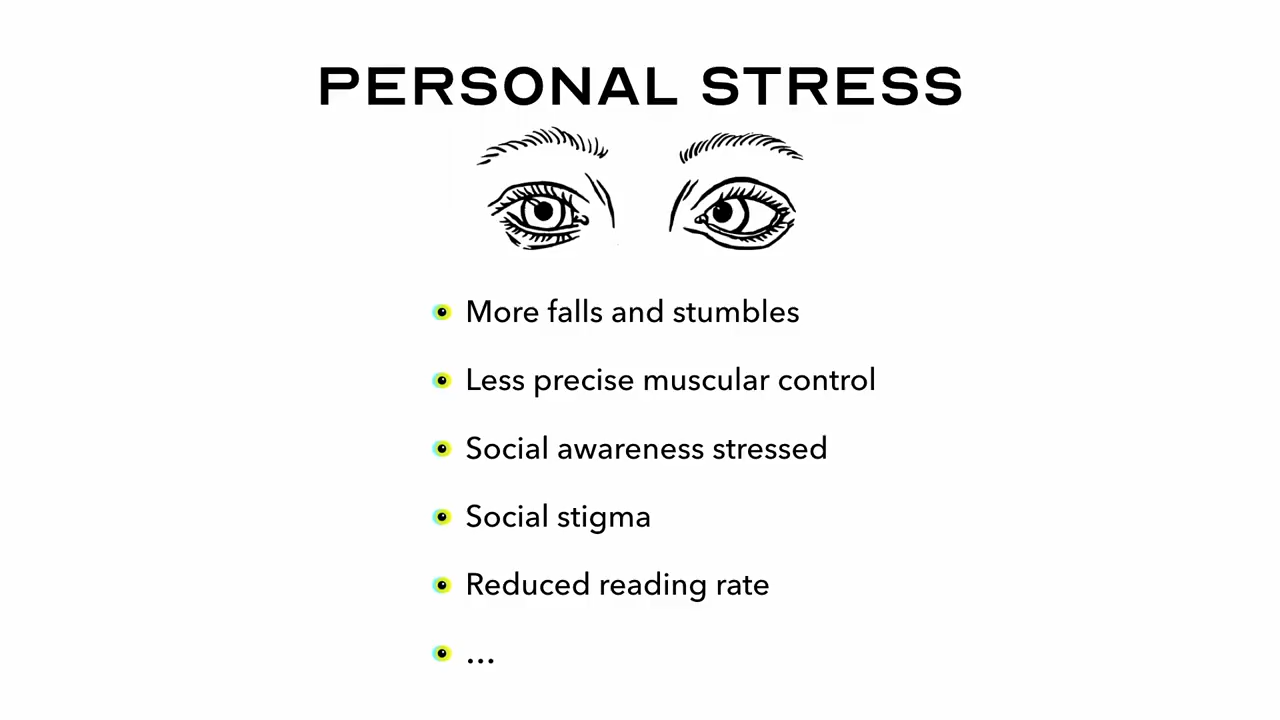 PERSONAL STRESS
More falls and stumbles
Less precise muscular control
Social awareness stressed
Social stigma
Reduced reading rate
...